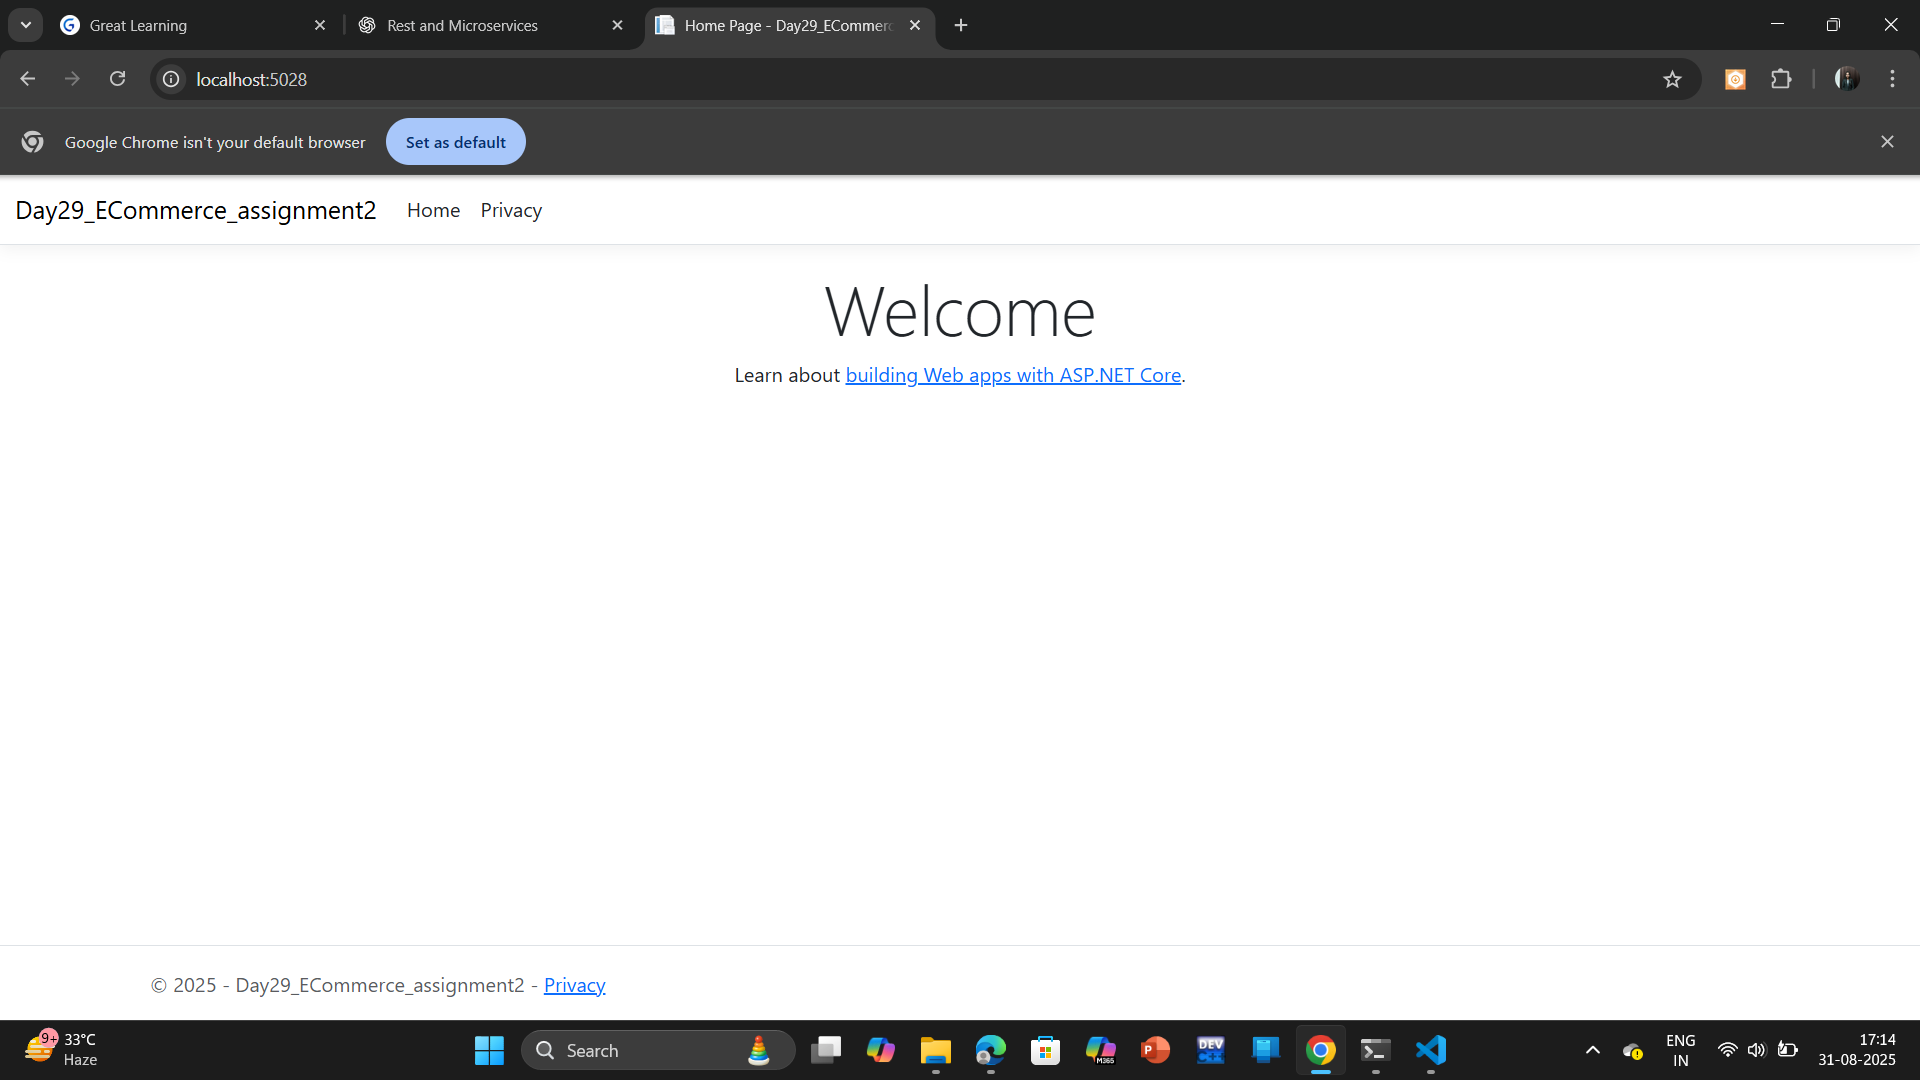 Great Learning
Rest and Microservices
Home Page - Day29_ECommerc
localhost:5028
Google Chrome isn't your default browser
Set as default
Day29_ECommerce_assignment2
Home
Privacy
Welcome
Learn about building Web apps with ASP.NET Core.
© 2025 - Day29_ECommerce_assignment2 - Privacy
9+
33°C
Haze
Search
M365
P
DEV
C++
ENG
IN
17:14
31-08-2025